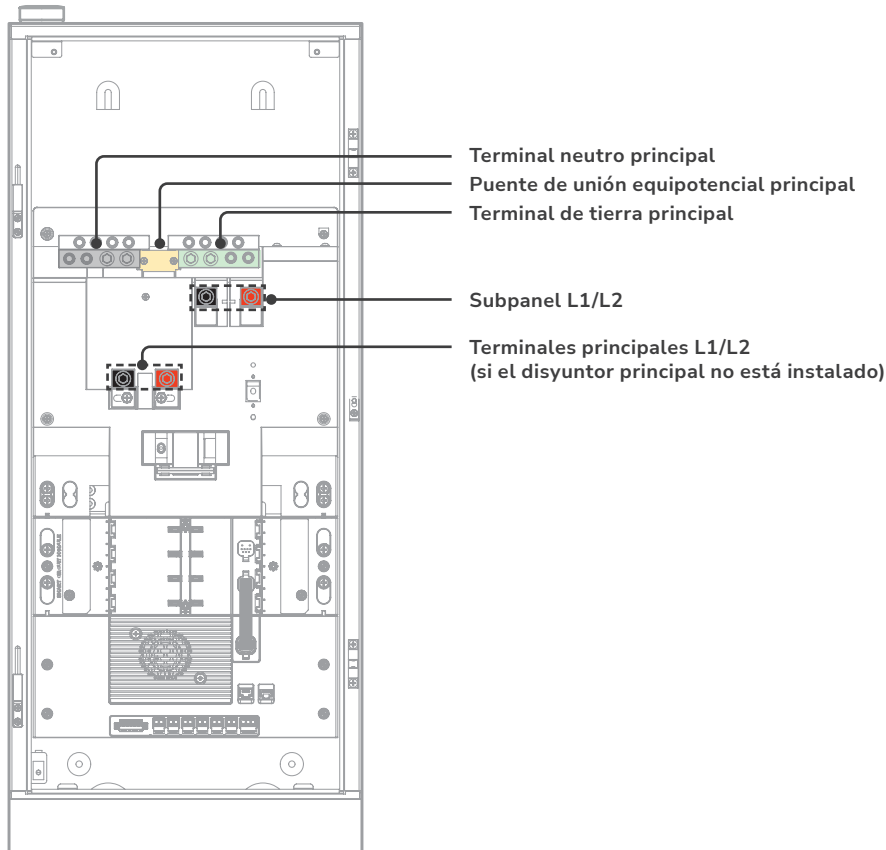 Terminal neutro principal
Puente de unión equipotencial principal
Terminal de tierra principal
Subpanel L1/L2
Terminales principales L1/L2
(si el disyuntor principal no está instalado)